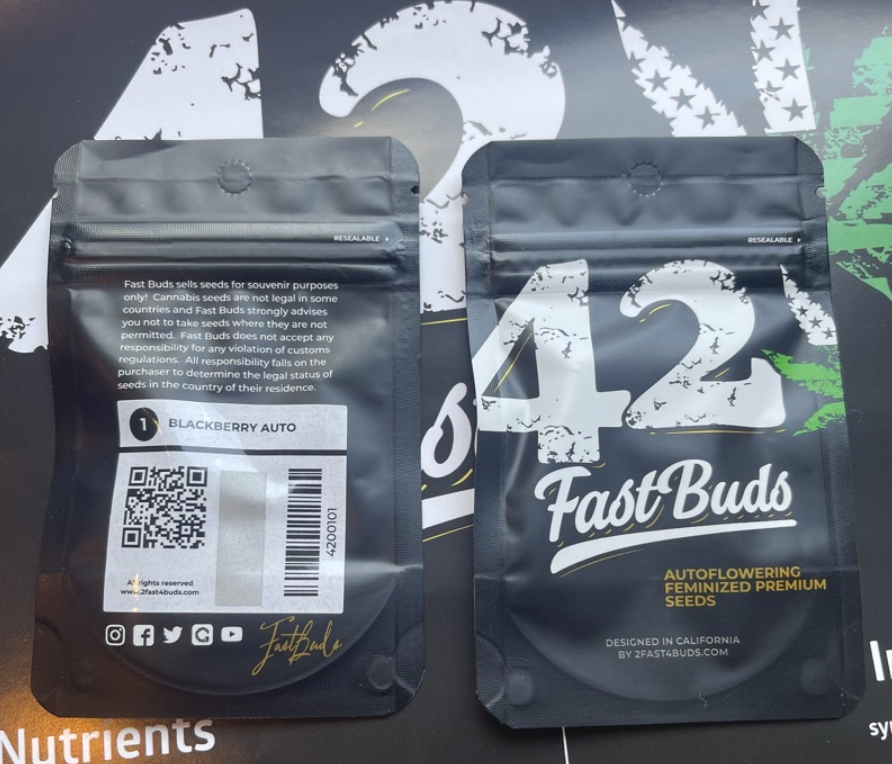 RESEALABLE
Fast Buds sells seeds for souvenir purposes
only! Cannabis seeds are not legal in some
countries and Fast Buds strongly advises
you not to take seeds where they are not
permitted. Fast Buds does not accept any
responsibility for any violation of customs
regulations. All responsibility falls on the
purchaser to determine the legal status of
seeds in the country of their residence.
1 BLACKBERRY AUTO
4200101
All rights reserved
www.2fast4buds.com
FastBuds
RESEALABLE
42
FastBuds
AUTOFLOWERING
FEMINIZED PREMIUM
SEEDS
DESIGNED IN CALIFORNIA
BY 2FAST4BUDS.COM
42
Nutrients